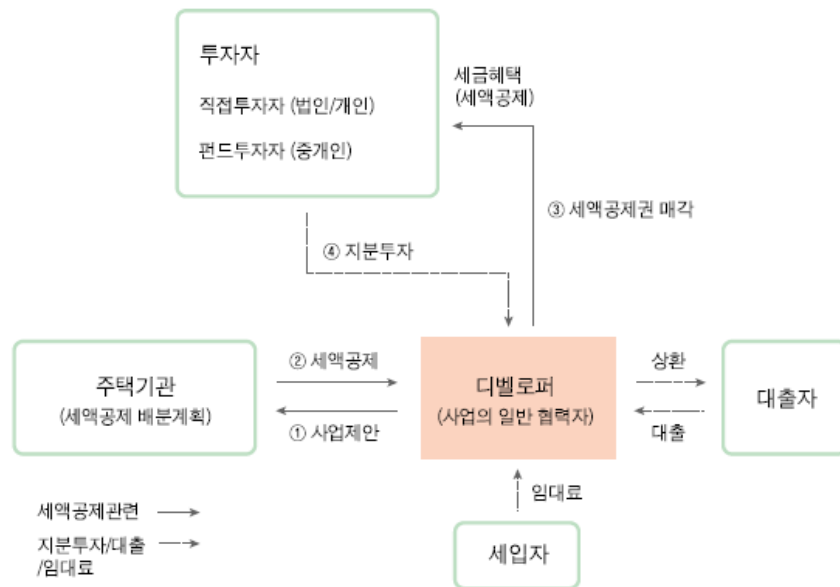 투자자
직접투자자 (법인/개인)
펀드투자자 (중개인)
세금혜택
(세액공제)
③ 세액공제권 매각
④ 지분투자
주택기관
(세액공제 배분계획)
② 세액공제
① 사업제안
디벨로퍼
(사업의 일반 협력자)
상환
대출
대출자
임대료
세입자
세액공제관련
지분투자/대출
/임대료